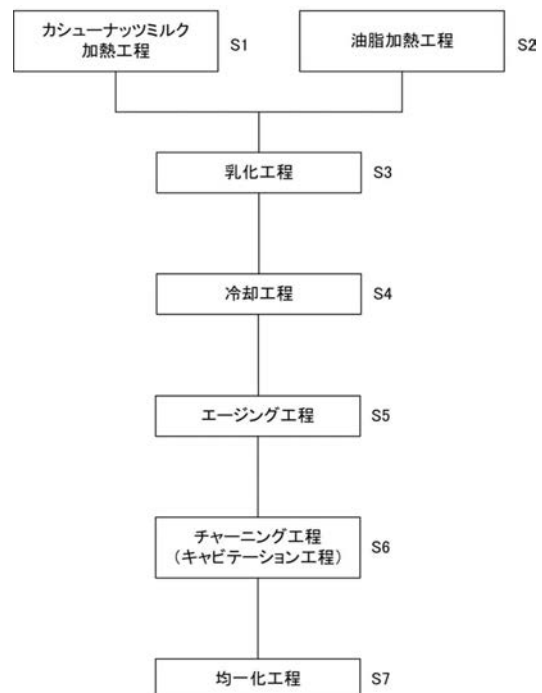 カシューナッツミルク
加熱工程
S1
油脂加熱工程
S2
乳化工程
S3
冷却工程
S4
エージング工程
S5
チャーニング工程
(キャビテーション工程)
S6
均一化工程
S7